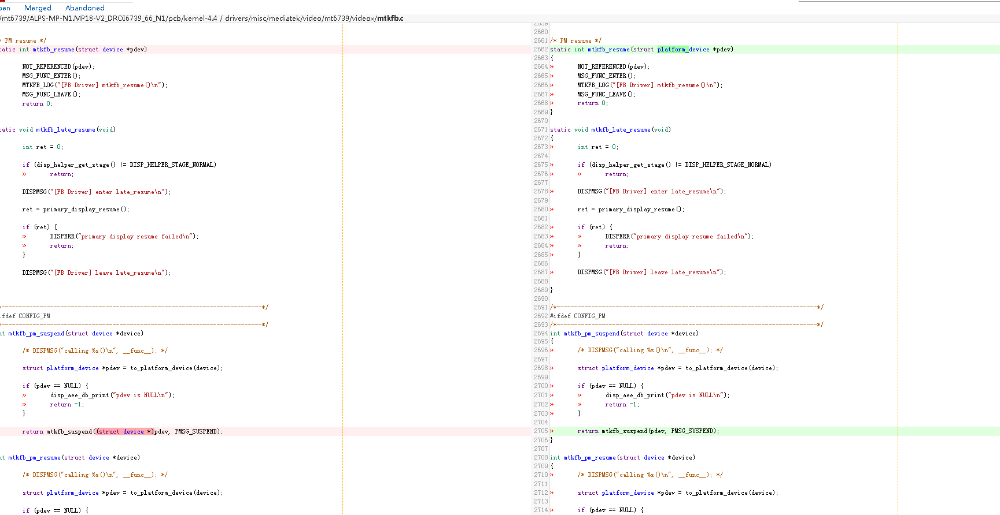 pen Merged Abandoned
/mt6739/ALPS-MP-N1.MP18-V2_DROI6739_66_N1/pcb/kernel-4.4 / drivers/misc/mediatek/video/mt6739/videox/mtkfb.c
* PM resume */
tatic int mtkfb_resume(struct device *pdev)
NOT_REFERENCED(pdev);
MSG_FUNC_ENTER();
MTKFB_LOG("[FB Driver] mtkfb_resume()\n");
MSG_FUNC_LEAVE();
return 0;
tatic void mtkfb_late_resume(void)
int ret = 0;
if (disp_helper_get_stage() != DISP_HELPER_STAGE_NORMAL)
» return;
DISPMSG("[FB Driver] enter late_resume\n");
ret = primary_display_resume();
if (ret) {
» DISPERR("primary display resume failed\n");
» return;
}
DISPMSG("[FB Driver] leave late_resume\n");
*---------------------------------------------------------------------------*/
ifdef CONFIG_PM
*---------------------------------------------------------------------------*/
nt mtkfb_pm_suspend(struct device *device)
/* DISPMSG("calling %s()\n", __func__); */
struct platform_device *pdev = to_platform_device(device);
if (pdev == NULL) {
» disp_aee_db_print("pdev is NULL\n");
» return -1;
}
return mtkfb_suspend((struct device *)pdev, PMSG_SUSPEND);
nt mtkfb_pm_resume(struct device *device)
/* DISPMSG("calling %s()\n", __func__); */
struct platform_device *pdev = to_platform_device(device);
if (pdev == NULL) {
2659
2660
2661 /* PM resume */
2662 static int mtkfb_resume(struct platform_device *pdev)
2663 {
2664 » NOT_REFERENCED(pdev);
2665 » MSG_FUNC_ENTER();
2666 » MTKFB_LOG("[FB Driver] mtkfb_resume()\n");
2667 » MSG_FUNC_LEAVE();
2668 » return 0;
2669 }
2670
2671 static void mtkfb_late_resume(void)
2672 {
2673 » int ret = 0;
2674
2675 » if (disp_helper_get_stage() != DISP_HELPER_STAGE_NORMAL)
2676 » » return;
2677
2678 » DISPMSG("[FB Driver] enter late_resume\n");
2679
2680 » ret = primary_display_resume();
2681
2682 » if (ret) {
2683 » » DISPERR("primary display resume failed\n");
2684 » » return;
2685 » }
2686
2687 » DISPMSG("[FB Driver] leave late_resume\n");
2688
2689 }
2690
2691 /*---------------------------------------------------------------------------*/
2692 #ifdef CONFIG_PM
2693 /*---------------------------------------------------------------------------*/
2694 int mtkfb_pm_suspend(struct device *device)
2695 {
2696 » /* DISPMSG("calling %s()\n", __func__); */
2697
2698 » struct platform_device *pdev = to_platform_device(device);
2699
2700 » if (pdev == NULL) {
2701 » » disp_aee_db_print("pdev is NULL\n");
2702 » » return -1;
2703 » }
2704
2705 » return mtkfb_suspend(pdev, PMSG_SUSPEND);
2706 }
2707
2708 int mtkfb_pm_resume(struct device *device)
2709 {
2710 » /* DISPMSG("calling %s()\n", __func__); */
2711
2712 » struct platform_device *pdev = to_platform_device(device);
2713
2714 » if (pdev == NULL) {